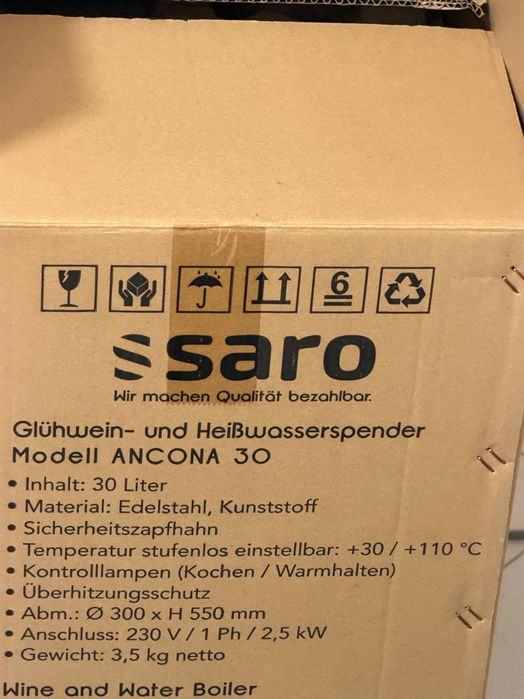 6
saro
Wir machen Qualität bezahlbar.
Glühwein- und Heißwasserspender
Modell ANCONA 30
• Inhalt: 30 Liter
• Material: Edelstahl, Kunststoff
• Sicherheitszapfhahn
• Temperatur stufenlos einstellbar: +30 / +110 °C
• Kontrolllampen (Kochen / Warmhalten)
• Überhitzungsschutz
• Abm.: Ø 300 x H 550 mm
• Anschluss: 230 V / 1 Ph / 2,5 kW
• Gewicht: 3,5 kg netto
Wine and Water Boiler